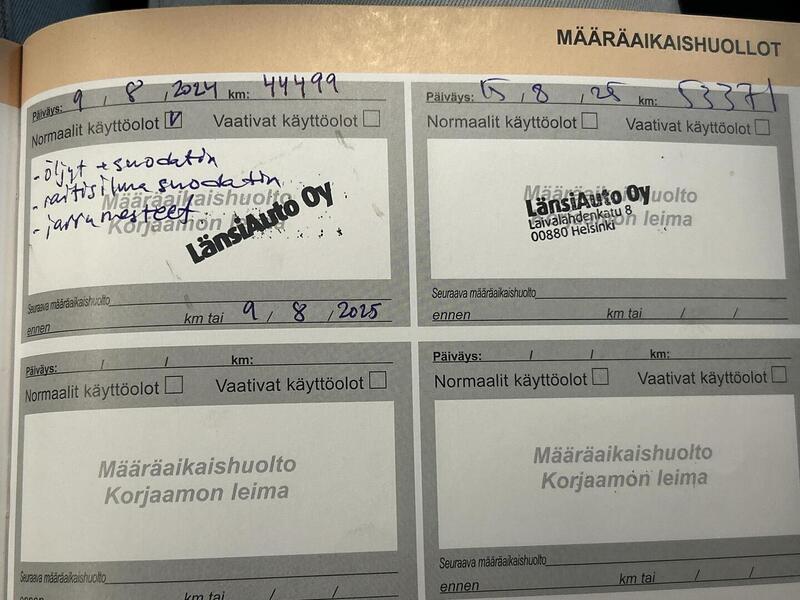 MÄÄRÄAIKAISHUOLLOT
Päiväys: 9 / 8 , 2024 km: 44499
Normaalit käyttöolot V Vaativat käyttöolot
- öljyt + suodatin
- raitisilma suodatin
- jarrunesteet.
Määräaikaishuolto
Korjaamon leima
LänsiAuto Oy
Seuraava määräaikaishuolto
ennen km tai 9 / 8 , 2025
Päiväys: 15 / 8 / 25 km: 53371
Normaalit käyttöolot Vaativat käyttöolot
Määräaikaishuolto
Korjaamon leima
LänsiAuto Oy
Laivalahdenkatu 8
00880 Helsinki
Seuraava määräaikaishuolto
ennen km tai / /
Päiväys: / / km:
Normaalit käyttöolot Vaativat käyttöolot
Määräaikaishuolto
Korjaamon leima
Seuraava määräaikaishuolto
km tai / /
Päiväys: / / km:
Normaalit käyttöolot Vaativat käyttöolot
Määräaikaishuolto
Korjaamon leima
Seuraava määräaikaishuolto
ennen km tai / /